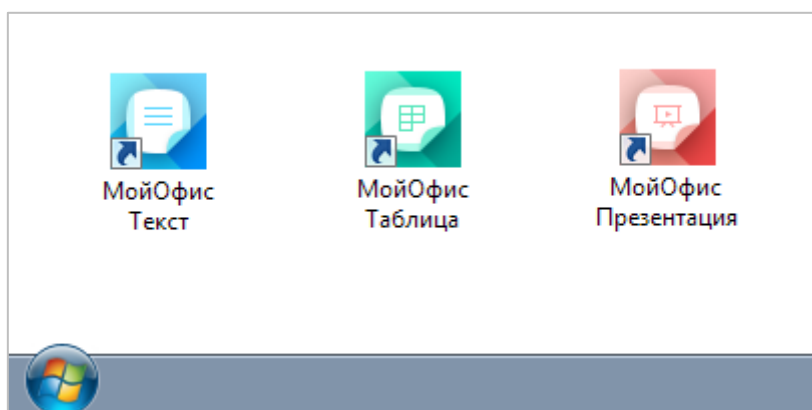 МойОфис
Текст
МойОфис
Таблица
МойОфис
Презентация